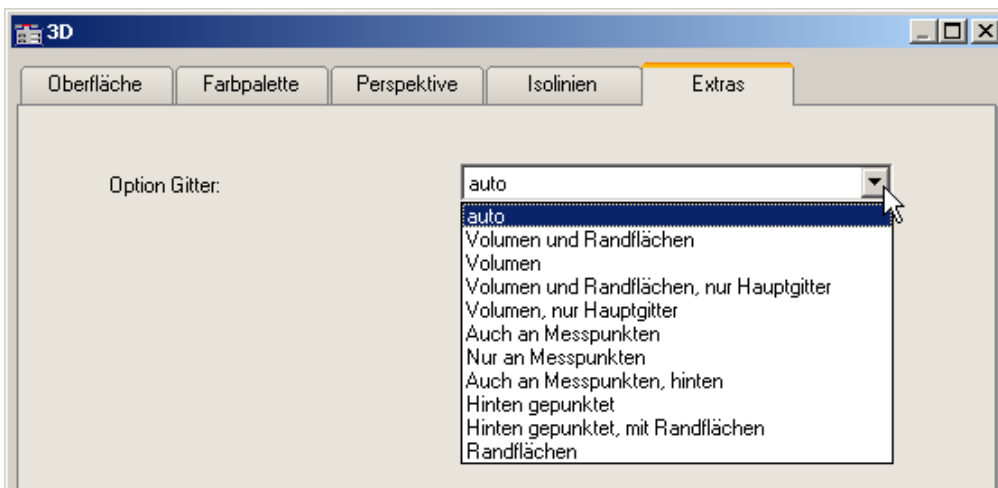 3D
Oberfläche Farbpalette Perspektive Isolinien Extras
Option Gitter: auto
auto
Volumen und Randflächen
Volumen
Volumen und Randflächen, nur Hauptgitter
Volumen, nur Hauptgitter
Auch an Messpunkten
Nur an Messpunkten
Auch an Messpunkten, hinten
Hinten gepunktet
Hinten gepunktet, mit Randflächen
Randflächen